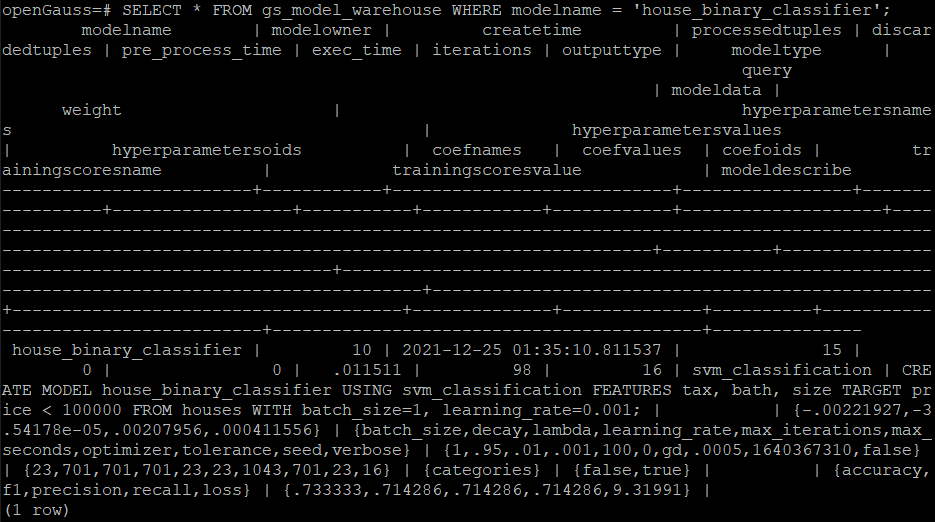 openGauss=# SELECT * FROM gs_model_warehouse WHERE modelname = 'house_binary_classifier';
        modelname         | modelowner |         createtime         | processedtuples | discar
dedtuples | pre_process_time | exec_time | iterations | outputtype |     modeltype      |
                                                                          query
                                                                 | modeldata |
      weight                     |                                        hyperparametersname
s                                         |              hyperparametersvalues
|          hyperparametersoids          |  coefnames   |  coefvalues  | coefoids |         tr
ainingscoresname          |            trainingscoresvalue            | modeldescribe
--------------------------+------------+----------------------------+-----------------+-------
----------+------------------+-----------+------------+------------+--------------------+----
---------------------------------------------------------------------------------------------
-----------------------------------------------------------------+-----------+---------------
---------------------------------+-----------------------------------------------------------
------------------------------------------+--------------------------------------------------
+---------------------------------------+--------------+--------------+----------+-----------
--------------------------+-------------------------------------------+---------------
 house_binary_classifier |         10 | 2021-12-25 01:35:10.811537 |              15 |
        0 |                0 |   .011511 |         98 |         16 | svm_classification | CRE
ATE MODEL house_binary_classifier USING svm_classification FEATURES tax, bath, size TARGET pr
ice < 100000 FROM houses WITH batch_size=1, learning_rate=0.001; |           | {-.00221927,-3
.54178e-05,.00207956,.000411556} | {batch_size,decay,lambda,learning_rate,max_iterations,max_
seconds,optimizer,tolerance,seed,verbose} | {1,.95,.01,.001,100,0,gd,.0005,1640367310,false}
| {23,701,701,701,23,23,1043,701,23,16} | {categories} | {false,true} |          | {accuracy,
f1,precision,recall,loss} | {.733333,.714286,.714286,.714286,9.31991} |
(1 row)